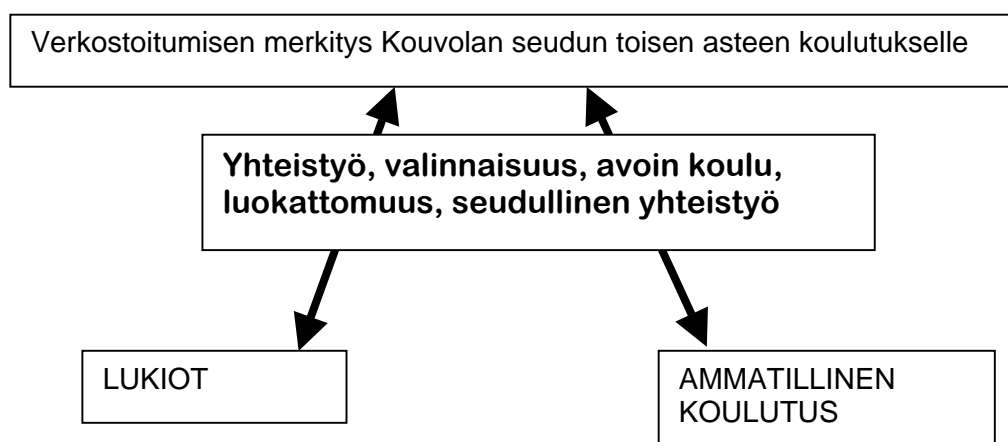 Verkostoitumisen merkitys Kouvolan seudun toisen asteen koulutukselle
Yhteistyö, valinnaisuus, avoin koulu,
luokattomuus, seudullinen yhteistyö
LUKIOT
AMMATILLINEN
KOULUTUS